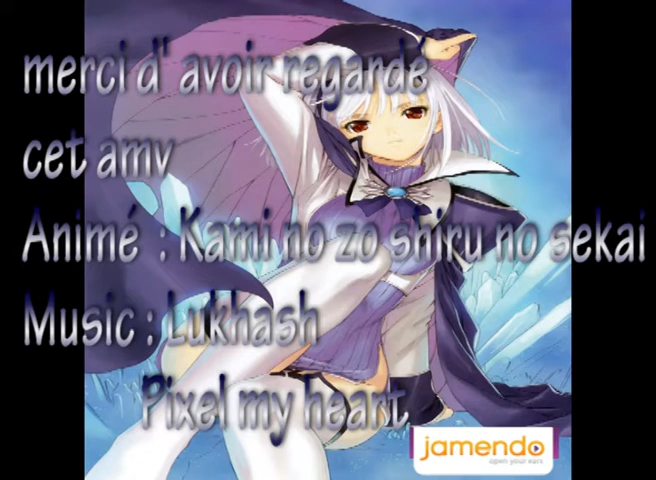 merci d' avoir regardé
cet amv
Animé : Kami no zo shiru no sekai
Music : Lukhash
Pixel my heart
jamendo
open your ears